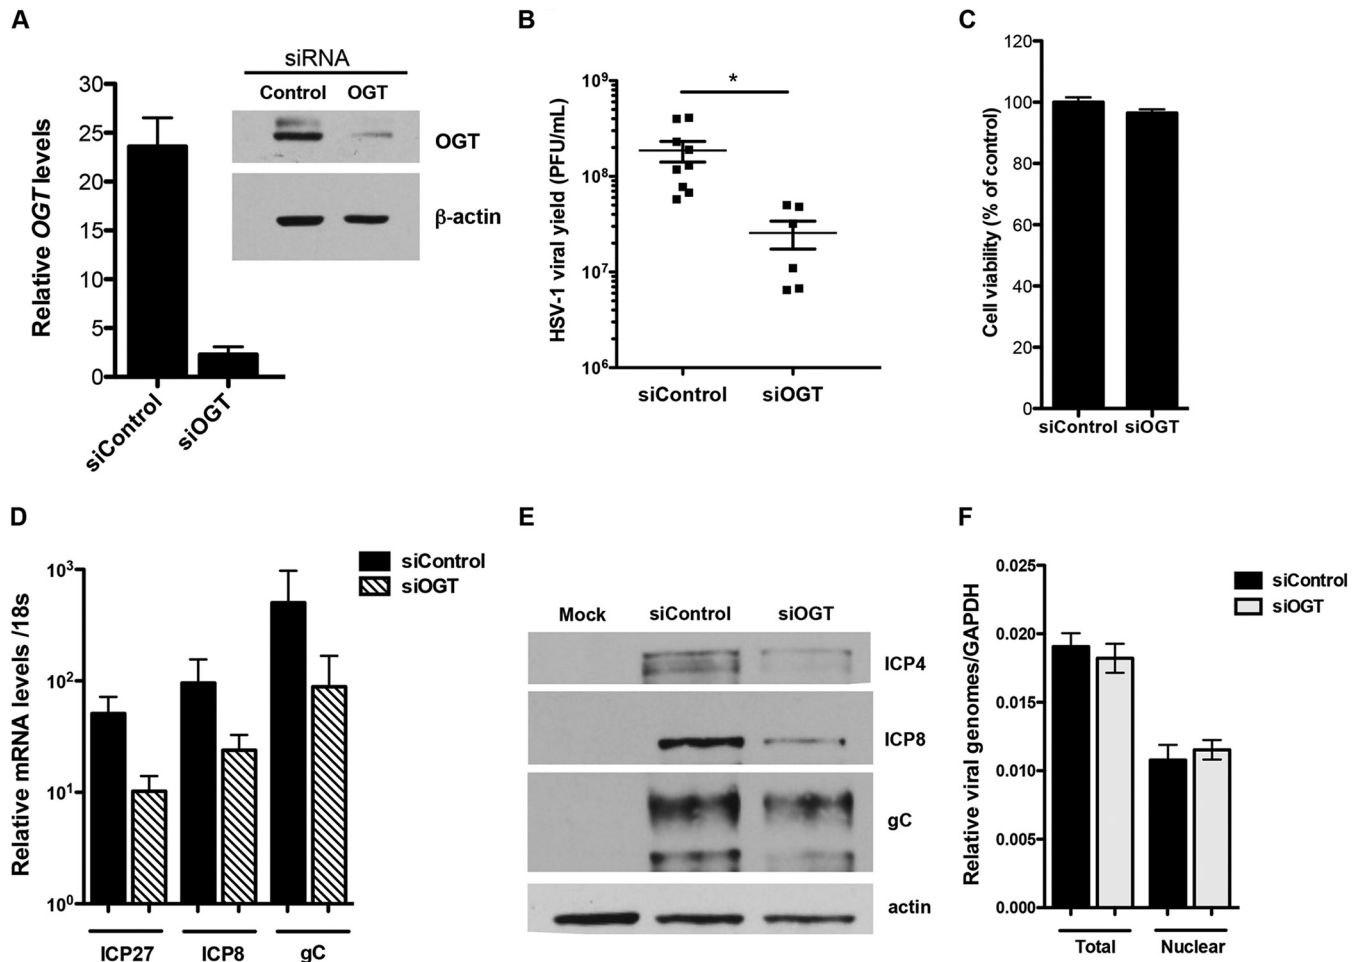 A
siRNA
Control OGT
OGT
β-actin
Relative OGT levels
30
25
20
15
10
5
0
siControl
siOGT
B
*
HSV-1 viral yield (PFU/mL)
10⁹
10⁸
10⁷
10⁶
siControl siOGT
C
Cell viability (% of control)
120
100
80
60
40
20
0
siControl siOGT
D
siControl
siOGT
Relative mRNA levels /18s
10³
10²
10¹
10⁰
ICP27 ICP8 gC
E
Mock siControl siOGT
ICP4
ICP8
gC
actin
F
siControl
siOGT
Relative viral genomes/GAPDH
0.025
0.020
0.015
0.010
0.005
0.000
Total Nuclear